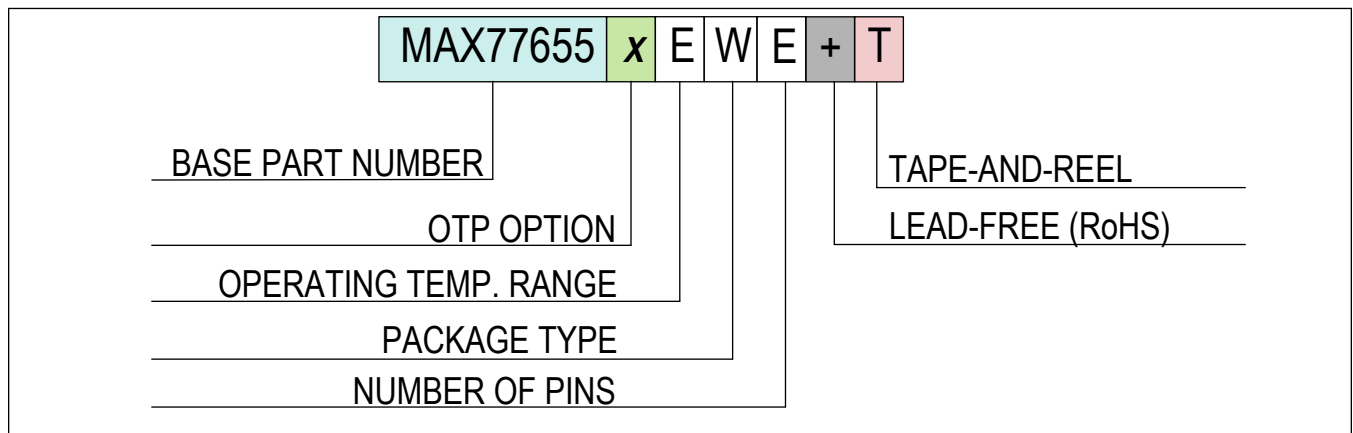 MAX77655 x E W E + T
BASE PART NUMBER
TAPE-AND-REEL
OTP OPTION
LEAD-FREE (RoHS)
OPERATING TEMP. RANGE
PACKAGE TYPE
NUMBER OF PINS